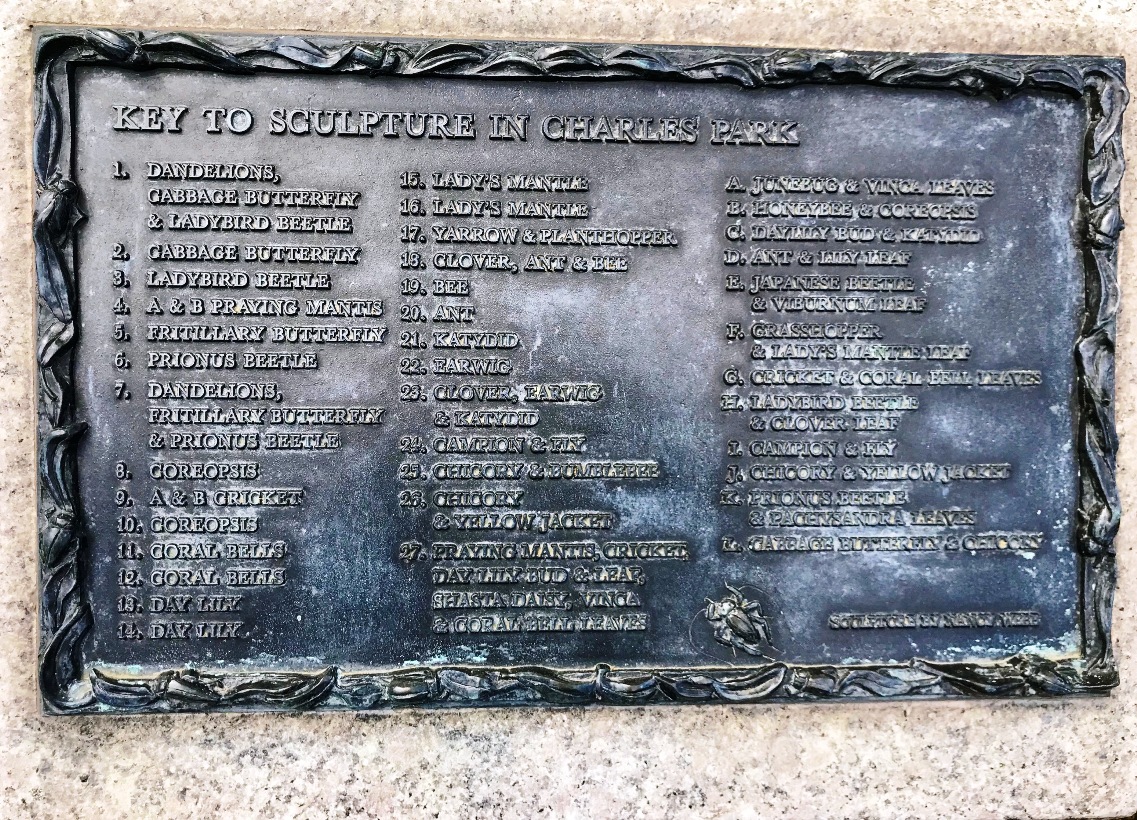 KEY TO SCULPTURE IN CHARLES PARK
1. DANDELIONS,
CABBAGE BUTTERFLY
& LADYBIRD BEETLE
2. CABBAGE BUTTERFLY
3. LADYBIRD BEETLE
4. A & B PRAYING MANTIS
5. FRITILLARY BUTTERFLY
6. PRIONUS BEETLE
7. DANDELIONS,
FRITILLARY BUTTERFLY
& PRIONUS BEETLE
8. COREOPSIS
9. A & B CRICKET
10. COREOPSIS
11. CORAL BELLS
12. CORAL BELLS
13. DAY LILY
14. DAY LILY
15. LADY'S MANTLE
16. LADY'S MANTLE
17. YARROW & PLANTHOPPER
18. CLOVER, ANT & BEE
19. BEE
20. ANT
21. KATYDID
22. EARWIG
23. CLOVER, EARWIG
& KATYDID
24. CAMPION & FLY
25. CHICORY & BUMBLEBEE
26. CHICORY
& YELLOW JACKET
27. PRAYING MANTIS, CRICKET,
DAY LILY BUD & LEAF,
SHASTA DAISY, VINCA
& CORAL BELL LEAVES
A. JUNEBUG & VINCA LEAVES
B. HONEYBEE & COREOPSIS
C. DAYLILY BUD & KATYDID
D. ANT & LILY LEAF
E. JAPANESE BEETLE
& VIBURNUM LEAF
F. GRASSHOPPER
& LADY'S MANTLE LEAF
G. CRICKET & CORAL BELL LEAVES
H. LADYBIRD BEETLE
& CLOVER LEAF
I. CAMPION & FLY
J. CHICORY & YELLOW JACKET
K. PRIONUS BEETLE
& PACHYSANDRA LEAVES
L. CABBAGE BUTTERFLY & CHICORY
SCULPTURE BY NANCY